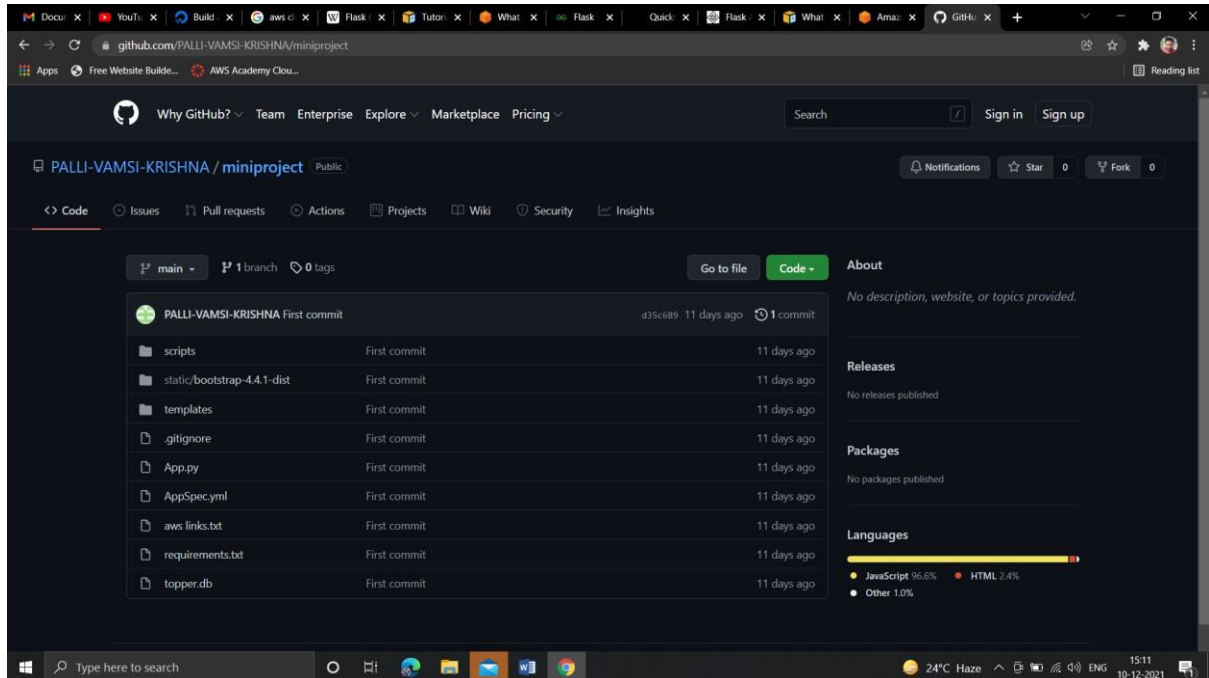 Docur YouTu Build aws cl Flask ( Tutori What Flask Quick Flask What Amaz GitHu
github.com/PALLI-VAMSI-KRISHNA/miniproject
Apps Free Website Builde... AWS Academy Clou... Reading list
Why GitHub? Team Enterprise Explore Marketplace Pricing Search / Sign in Sign up
PALLI-VAMSI-KRISHNA / miniproject Public Notifications Star 0 Fork 0
Code Issues Pull requests Actions Projects Wiki Security Insights
main 1 branch 0 tags Go to file Code
PALLI-VAMSI-KRISHNA First commit d35c689 11 days ago 1 commit
scripts First commit 11 days ago
static/bootstrap-4.4.1-dist First commit 11 days ago
templates First commit 11 days ago
.gitignore First commit 11 days ago
App.py First commit 11 days ago
AppSpec.yml First commit 11 days ago
aws links.txt First commit 11 days ago
requirements.txt First commit 11 days ago
topper.db First commit 11 days ago
About
No description, website, or topics provided.
Releases
No releases published
Packages
No packages published
Languages
JavaScript 96.6% HTML 2.4%
Other 1.0%
Type here to search 24°C Haze ENG 15:11
10-12-2021